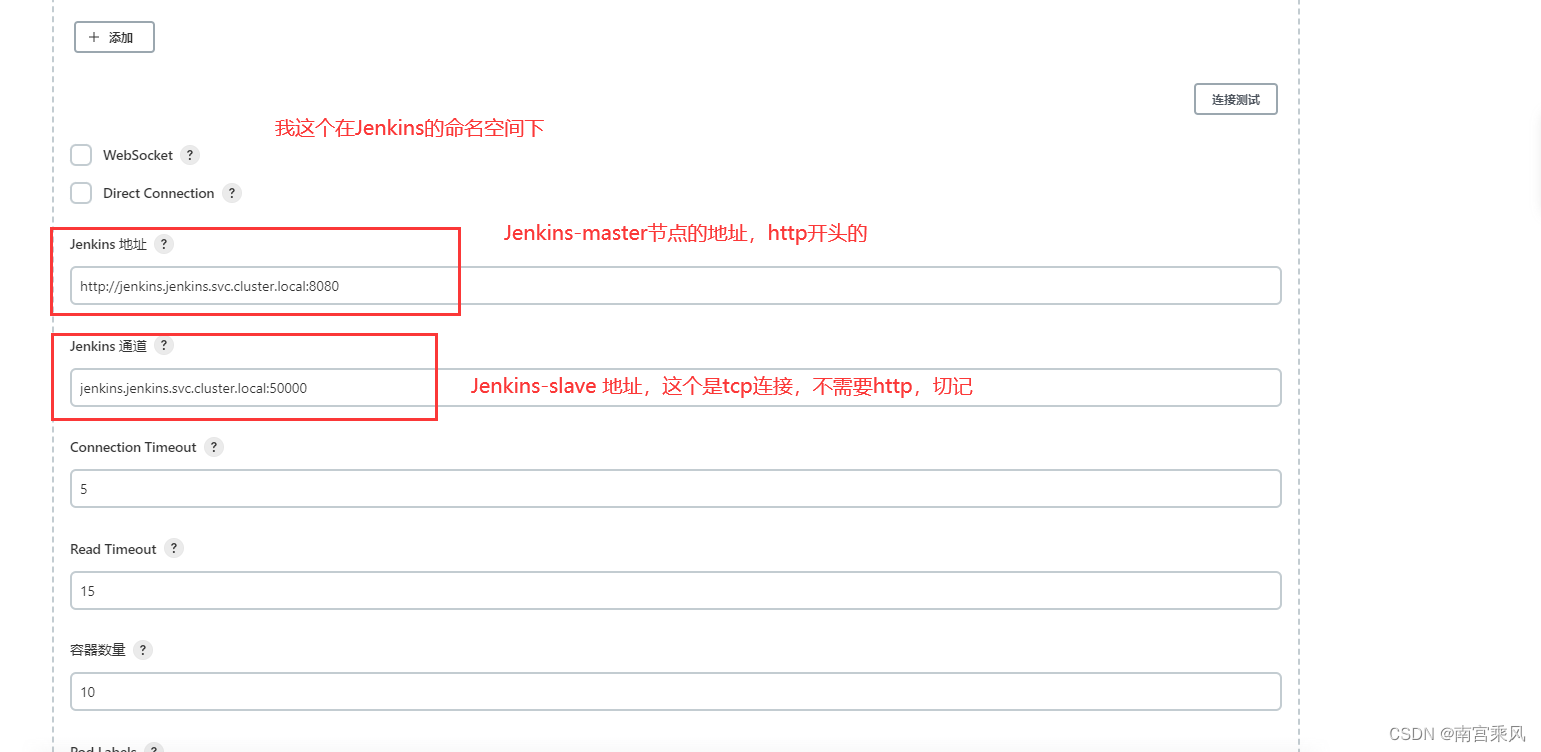 + 添加
连接测试
我这个在Jenkins的命名空间下
WebSocket ?
Direct Connection ?
Jenkins-master节点的地址，http开头的
Jenkins 地址 ?
http://jenkins.jenkins.svc.cluster.local:8080
Jenkins 通道 ?
jenkins.jenkins.svc.cluster.local:50000
Jenkins-slave 地址，这个是tcp连接，不需要http，切记
Connection Timeout ?
5
Read Timeout ?
15
容器数量 ?
10
Pod Labels ?
CSDN @南宫乘风